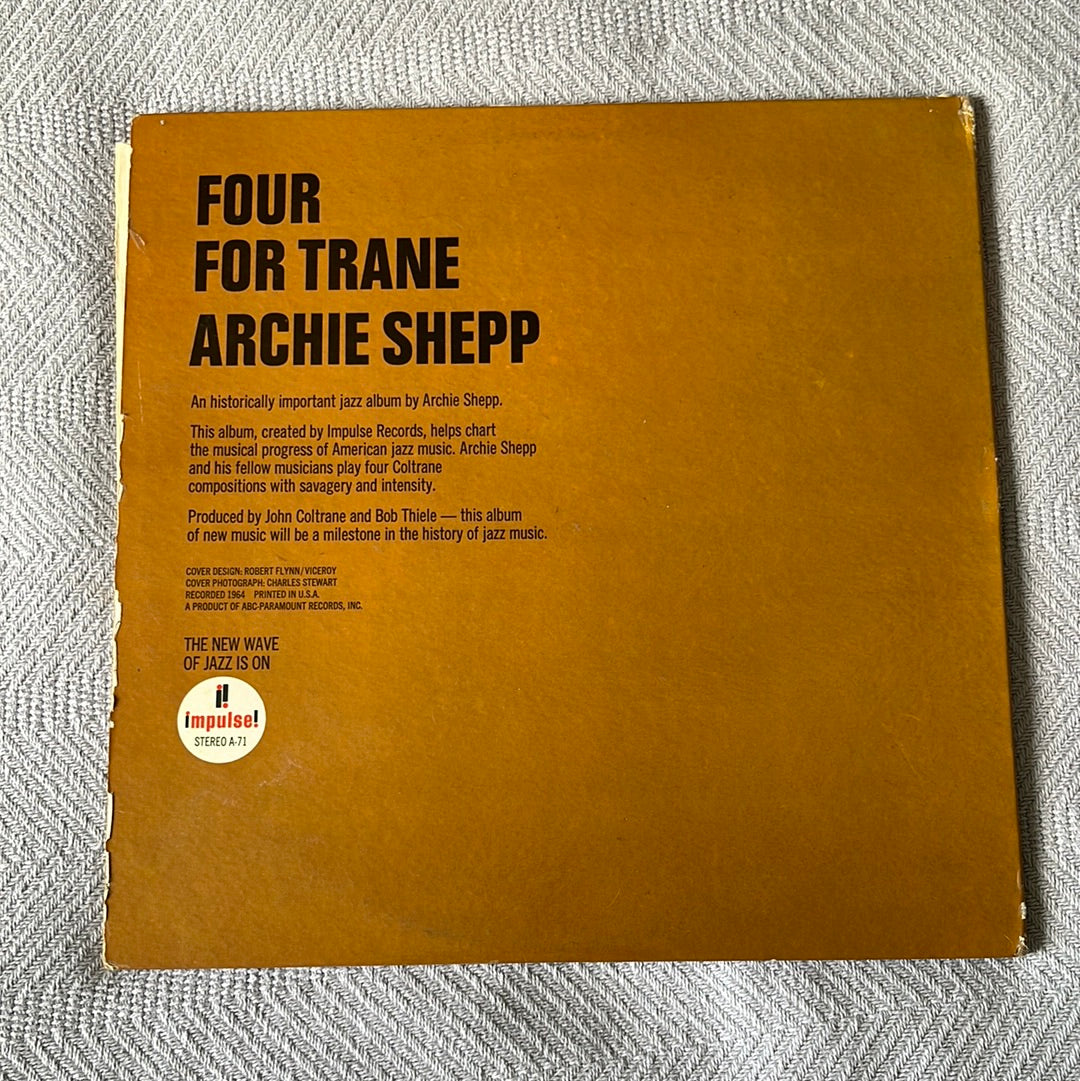 FOUR
FOR TRANE
ARCHIE SHEPP
An historically important jazz album by Archie Shepp.
This album, created by Impulse Records, helps chart
the musical progress of American jazz music. Archie Shepp
and his fellow musicians play four Coltrane
compositions with savagery and intensity.
Produced by John Coltrane and Bob Thiele — this album
of new music will be a milestone in the history of jazz music.
COVER DESIGN: ROBERT FLYNN/VICEROY
COVER PHOTOGRAPH: CHARLES STEWART
RECORDED 1964 PRINTED IN U.S.A.
A PRODUCT OF ABC-PARAMOUNT RECORDS, INC.
THE NEW WAVE
OF JAZZ IS ON
i!
impulse!
STEREO A-71